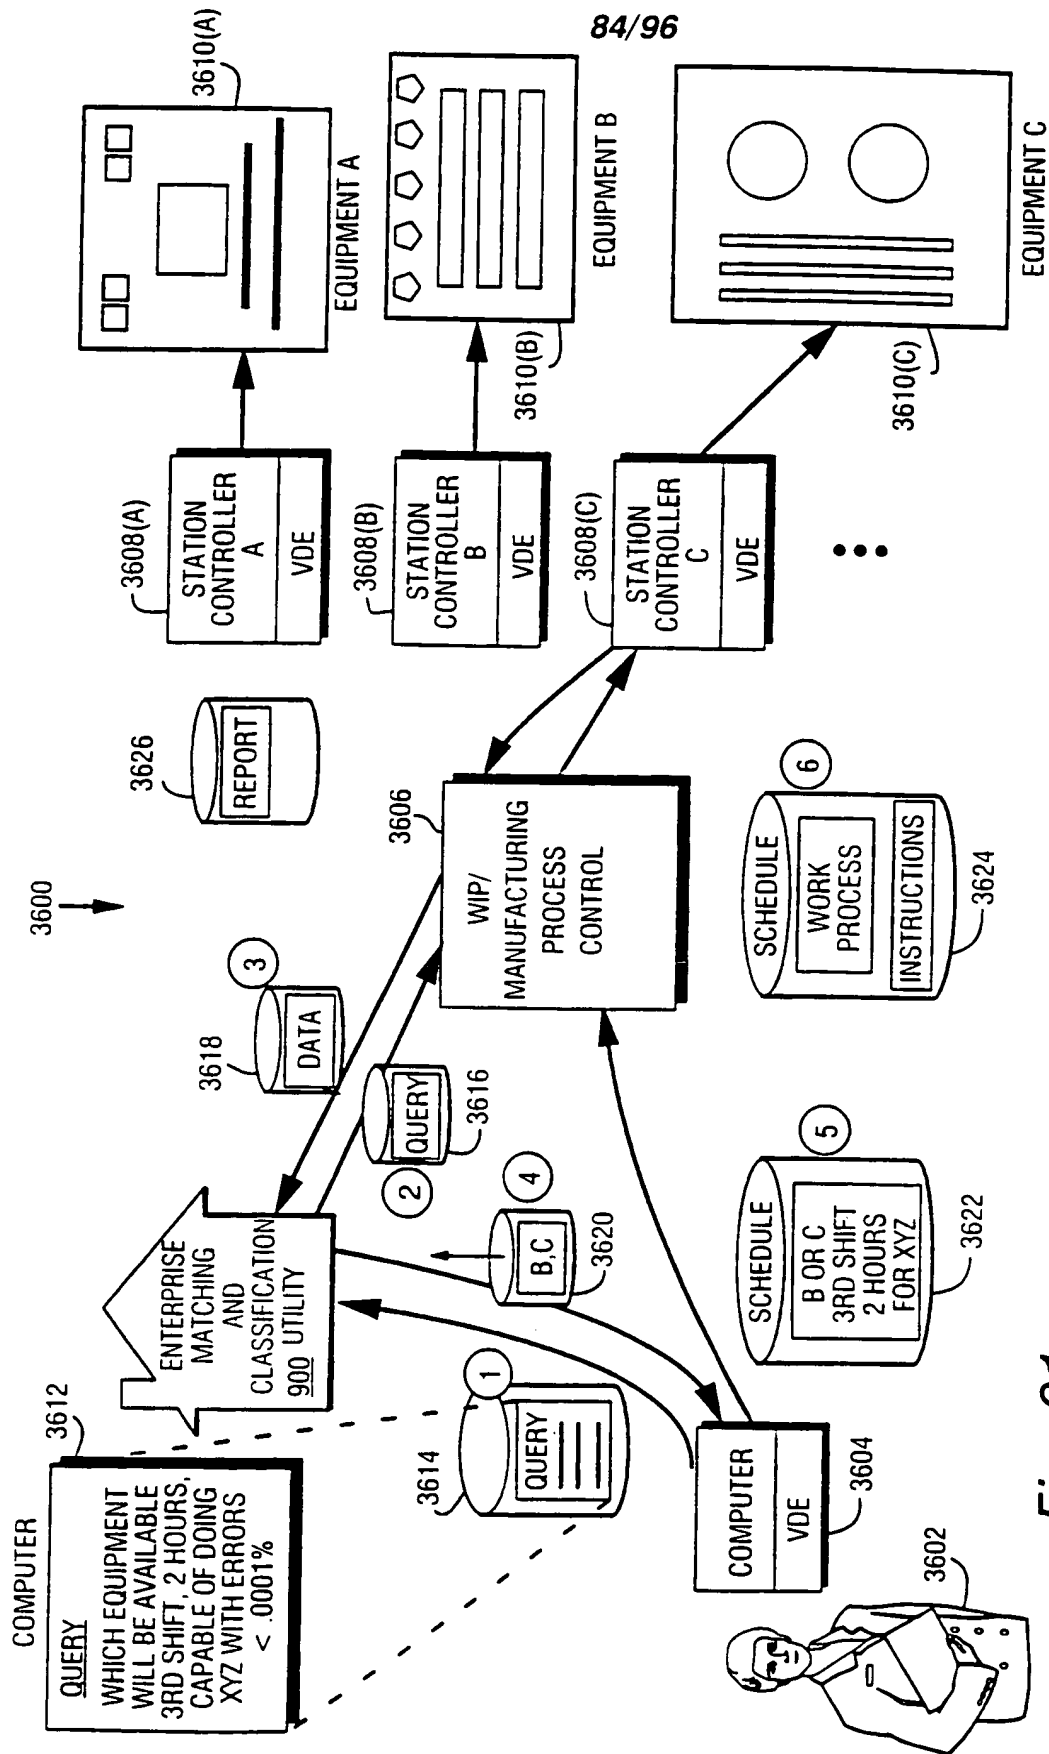 84/96
3600
COMPUTER
QUERY
WHICH EQUIPMENT
WILL BE AVAILABLE
3RD SHIFT, 2 HOURS,
CAPABLE OF DOING
XYZ WITH ERRORS
< .0001%
3612
ENTERPRISE
MATCHING
AND
CLASSIFICATION
900 UTILITY
3618
DATA
3
3626
REPORT
3608(A)
STATION
CONTROLLER
A
VDE
3610(A)
EQUIPMENT A
3614
QUERY
1
2
QUERY
3616
4
B,C
3620
3606
WIP/
MANUFACTURING
PROCESS
CONTROL
3608(B)
STATION
CONTROLLER
B
VDE
3610(B)
EQUIPMENT B
3608(C)
STATION
CONTROLLER
C
VDE
3610(C)
EQUIPMENT C
COMPUTER
VDE
3604
3602
SCHEDULE
5
B OR C
3RD SHIFT
2 HOURS
FOR XYZ
3622
SCHEDULE
6
WORK
PROCESS
INSTRUCTIONS
3624